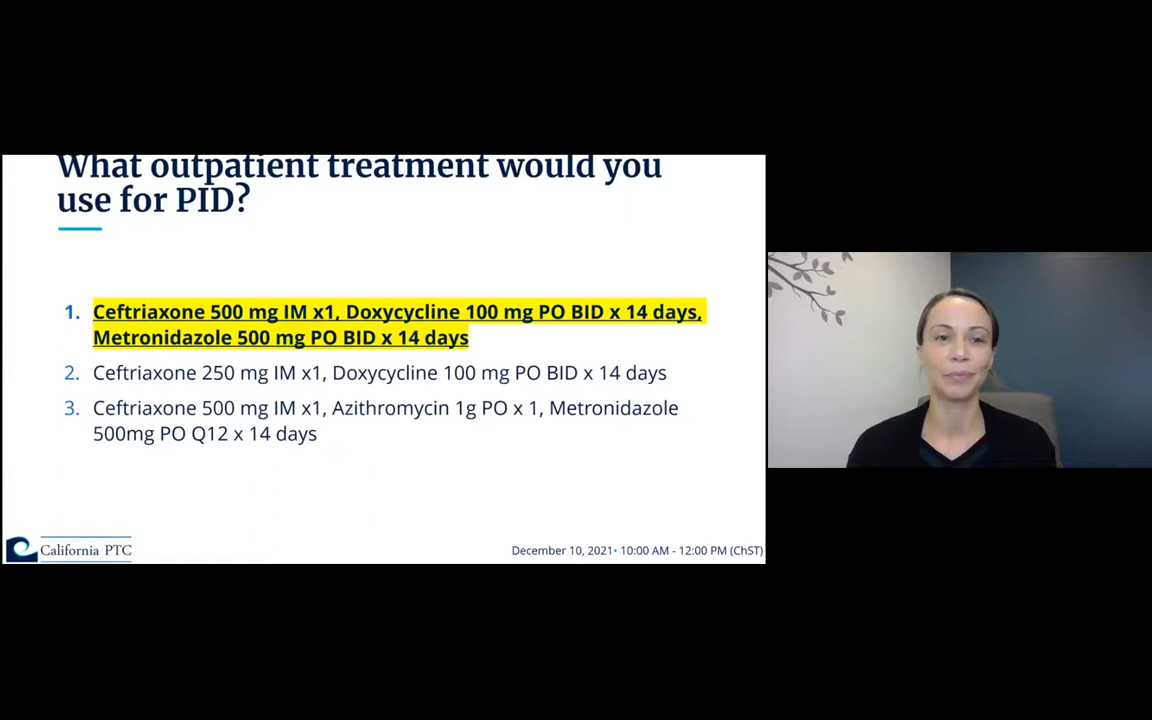 What outpatient treatment would you
use for PID?
1. Ceftriaxone 500 mg IM x1, Doxycycline 100 mg PO BID x 14 days,
Metronidazole 500 mg PO BID x 14 days
2. Ceftriaxone 250 mg IM x1, Doxycycline 100 mg PO BID x 14 days
3. Ceftriaxone 500 mg IM x1, Azithromycin 1g PO x 1, Metronidazole
500mg PO Q12 x 14 days
California PTC
December 10, 2021• 10:00 AM - 12:00 PM (ChST)